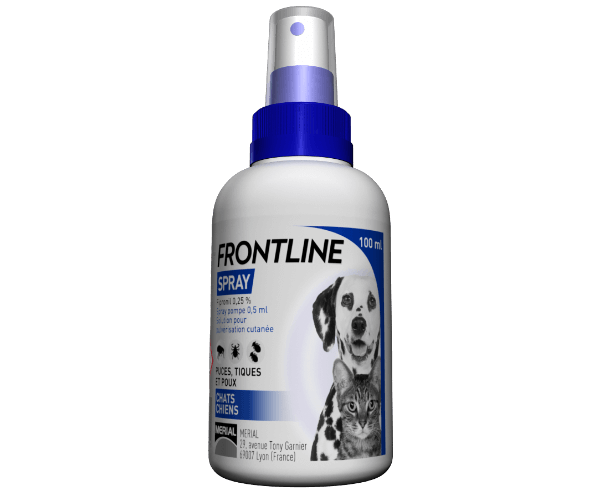 FRONTLINE
100 ml
SPRAY
Fipronil 0,25 %
Spray pompe 0,5 ml
Solution pour
pulvérisation cutanée
PUCES, TIQUES
ET POUX
CHATS
CHIENS
MERIAL
MERIAL
29, avenue Tony Garnier
69007 Lyon (France)